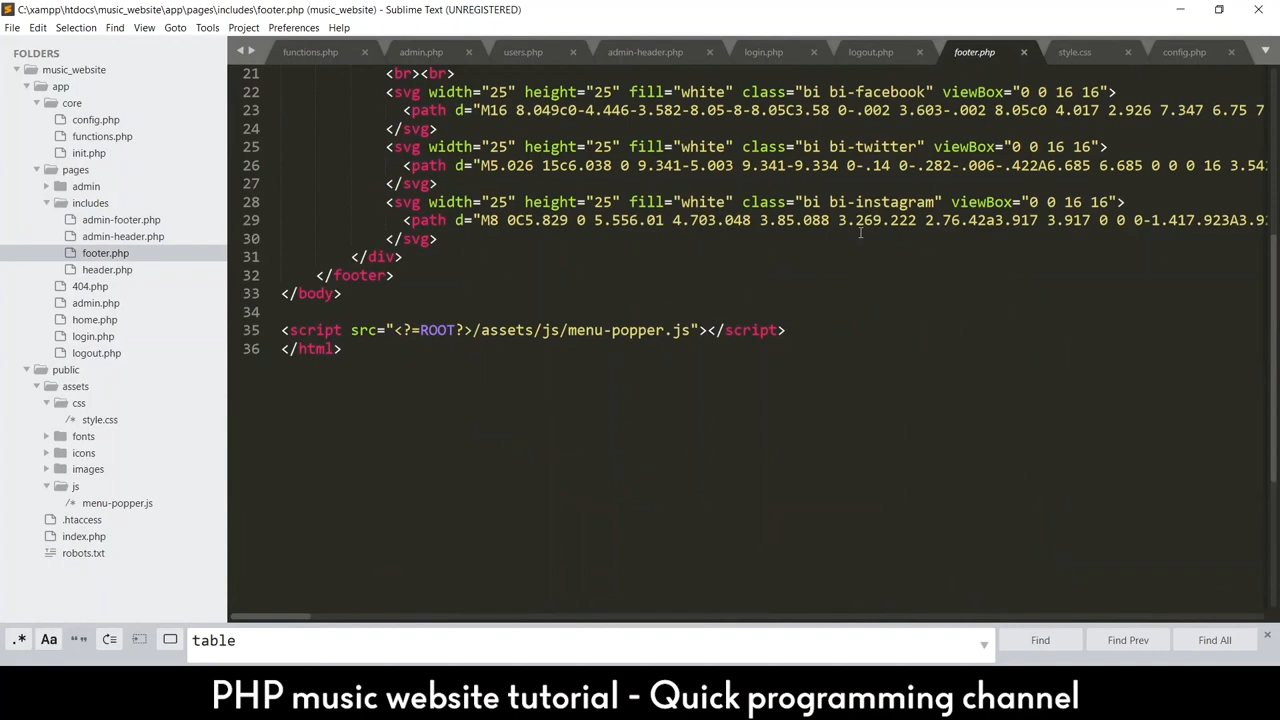 C:\xampp\htdocs\music_website\app\pages\includes\footer.php (music_website) - Sublime Text (UNREGISTERED)
File Edit Selection Find View Goto Tools Project Preferences Help
FOLDERS
music_website
app
core
config.php
functions.php
init.php
pages
admin
includes
admin-footer.php
admin-header.php
footer.php
header.php
404.php
admin.php
home.php
login.php
logout.php
public
assets
css
/* style.css
fonts
icons
images
js
/* menu-popper.js
.htaccess
index.php
robots.txt
functions.php × admin.php × users.php × admin-header.php × login.php × logout.php × footer.php × style.css × config.php ×
21 <br><br>
22 <svg width="25" height="25" fill="white" class="bi bi-facebook" viewBox="0 0 16 16">
23 <path d="M16 8.049c0-4.446-3.582-8.05-8-8.05C3.58 0-.002 3.603-.002 8.05c0 4.017 2.926 7.347 6.75 7
24 </svg>
25 <svg width="25" height="25" fill="white" class="bi bi-twitter" viewBox="0 0 16 16">
26 <path d="M5.026 15c6.038 0 9.341-5.003 9.341-9.334 0-.14 0-.282-.006-.422A6.685 6.685 0 0 0 16 3.542
27 </svg>
28 <svg width="25" height="25" fill="white" class="bi bi-instagram" viewBox="0 0 16 16">
29 <path d="M8 0C5.829 0 5.556.01 4.703.048 3.85.088 3.269.222 2.76.42a3.917 3.917 0 0 0-1.417.923A3.9
30 </svg>
31 </div>
32 </footer>
33 </body>
34
35 <script src="<?=ROOT?>/assets/js/menu-popper.js"></script>
36 </html>
.* Aa “” table Find Find Prev Find All ×
PHP music website tutorial - Quick programming channel